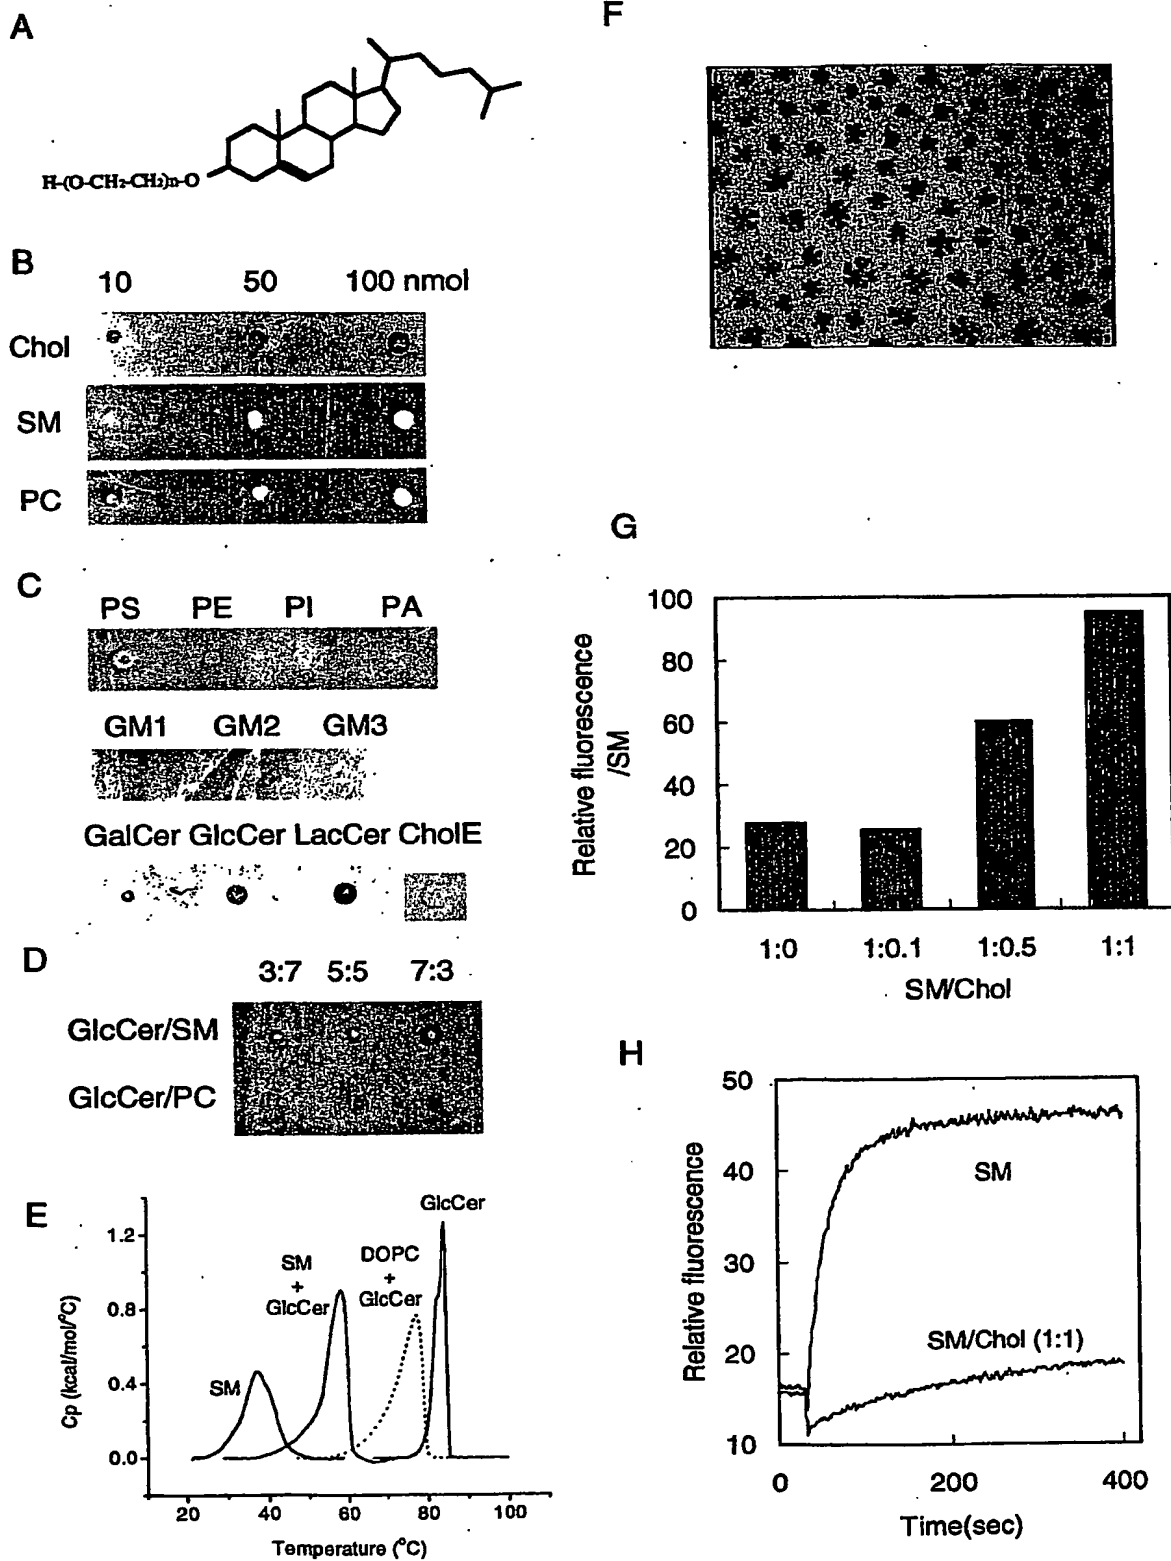 A
H-(O-CH2-CH2)n-O
B
10 50 100 nmol
Chol
SM
PC
C
PS PE PI PA
GM1 GM2 GM3
GalCer GlcCer LacCer CholE
D
3:7 5:5 7:3
GlcCer/SM
GlcCer/PC
E
GlcCer
SM
+
GlcCer
DOPC
+
GlcCer
SM
1.2
0.8
0.4
0.0
Cp (kcal/mol/°C)
20 40 60 80 100
Temperature (°C)
F
G
100
80
60
40
20
0
Relative fluorescence
/SM
1:0 1:0.1 1:0.5 1:1
SM/Chol
H
50
40
30
20
10
Relative fluorescence
SM
SM/Chol (1:1)
0 200 400
Time(sec)